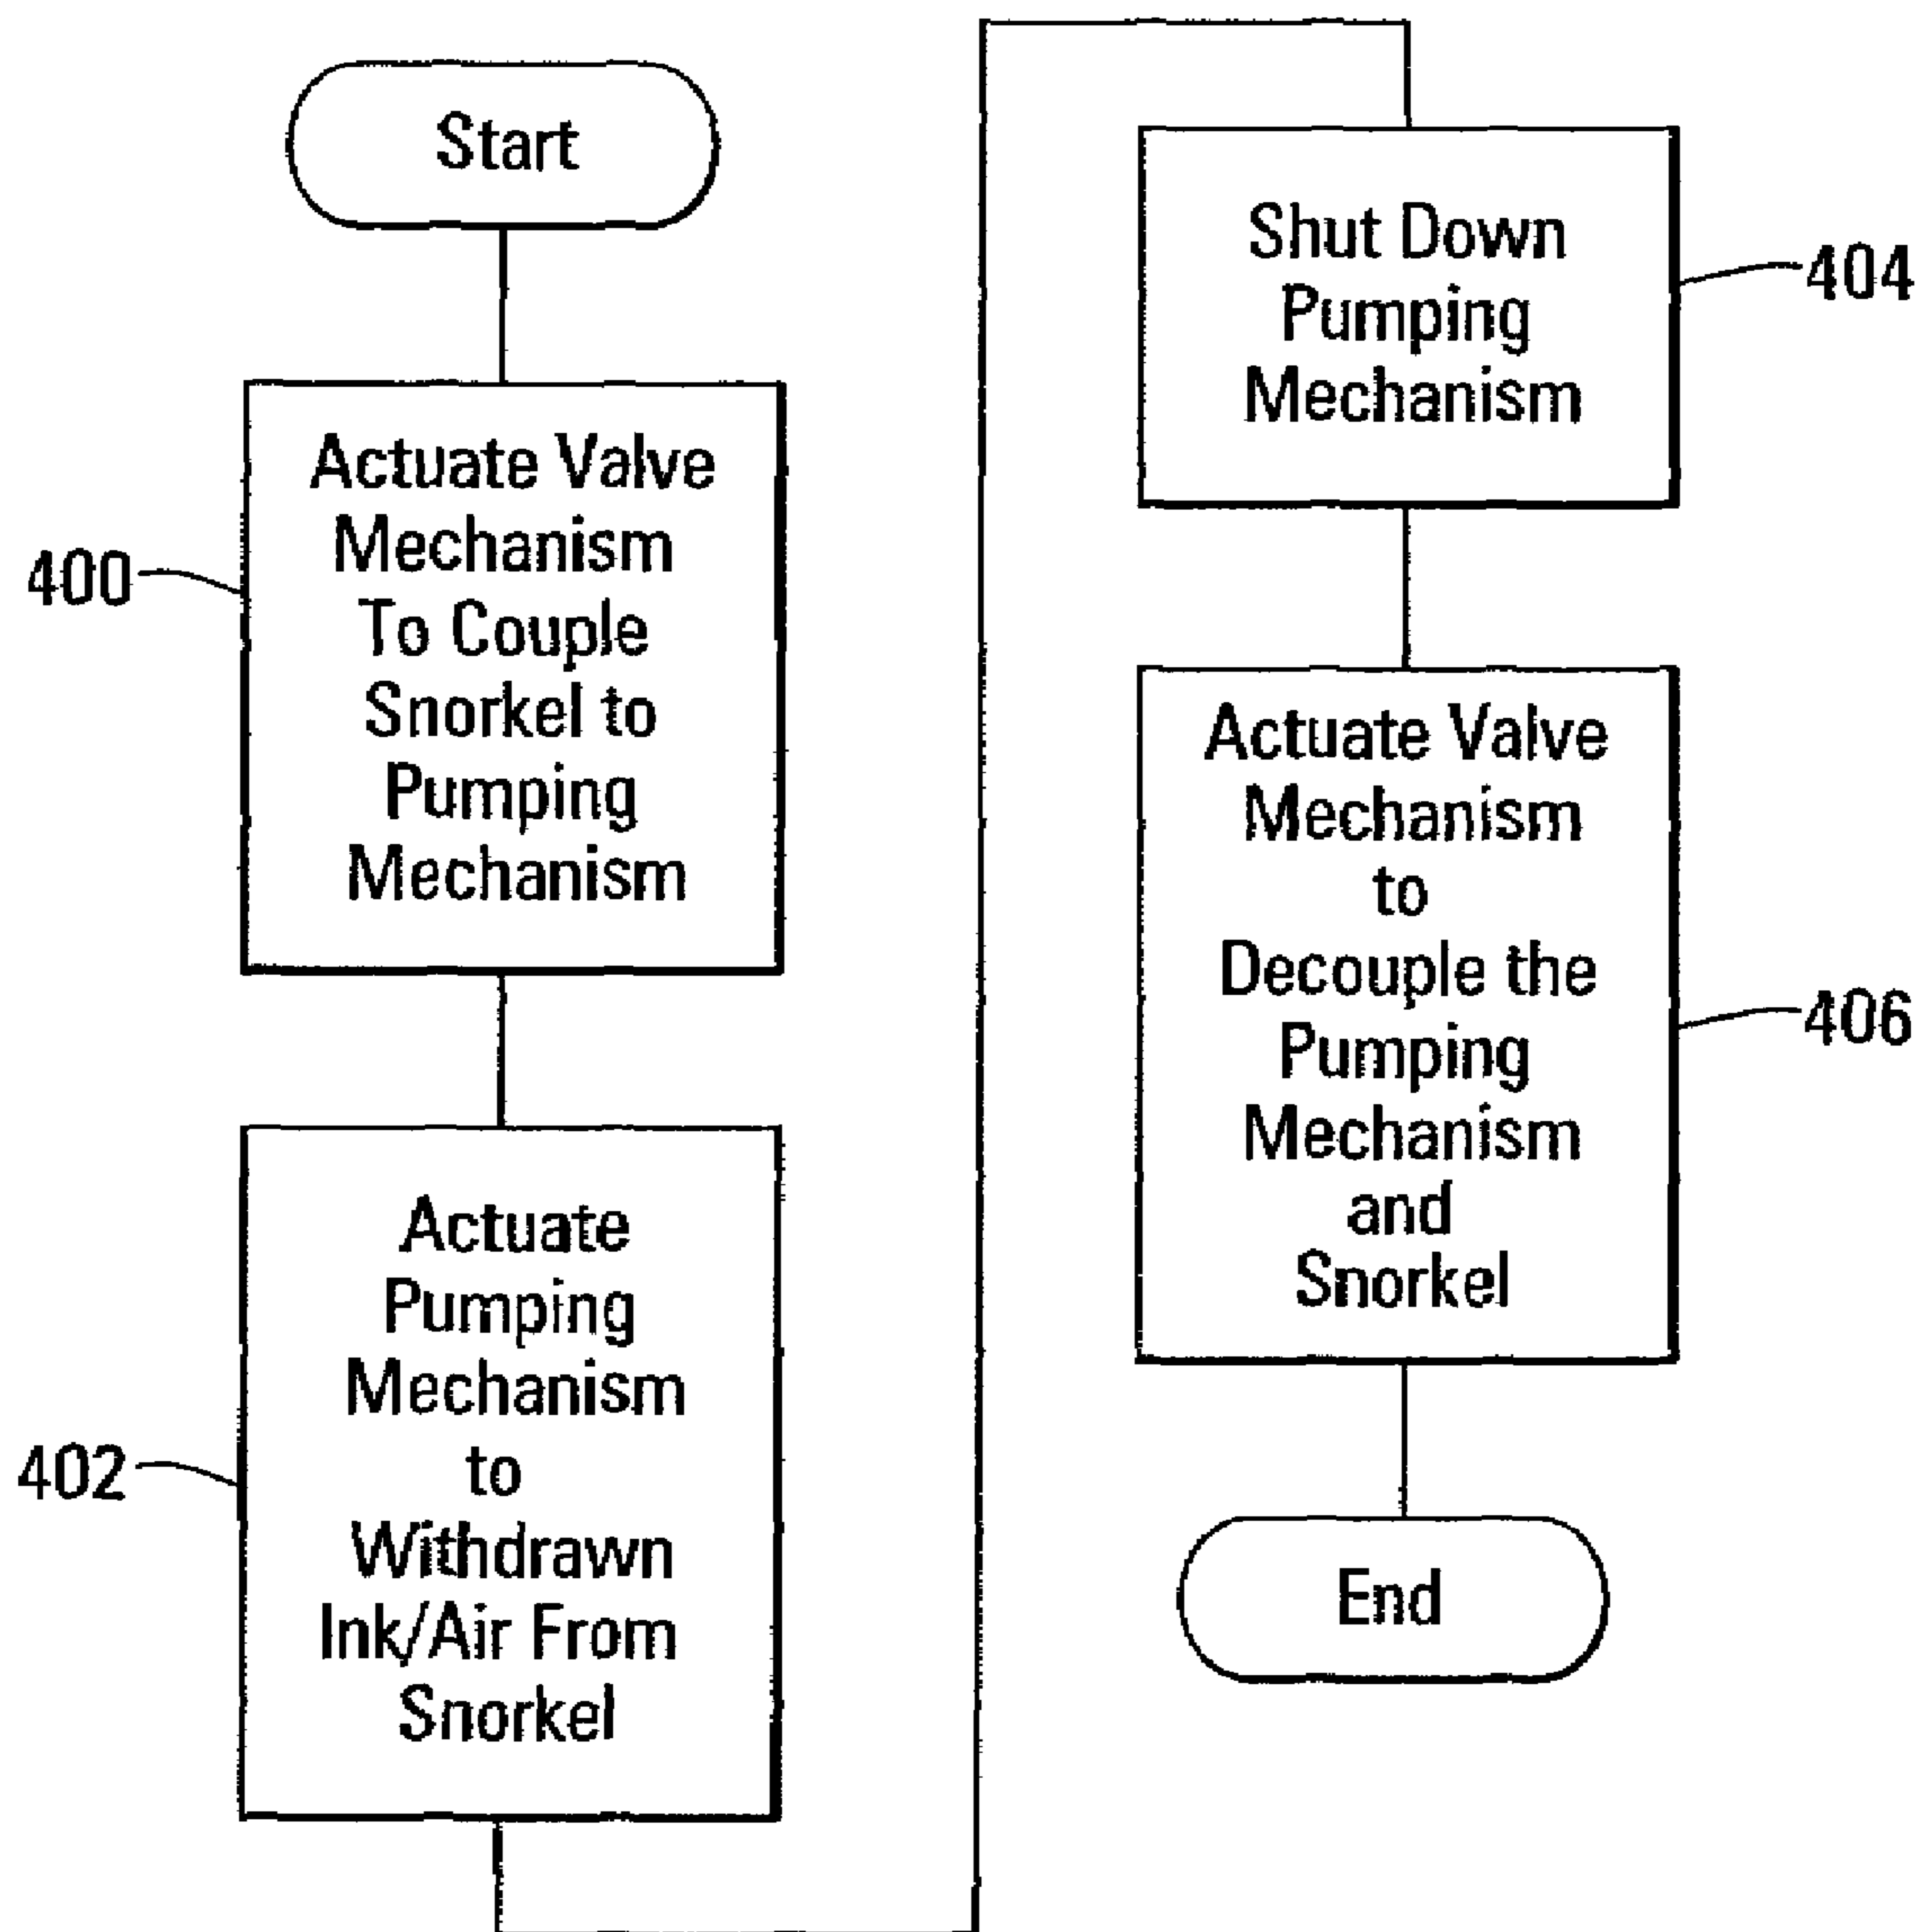 Start
400
Actuate Valve
Mechanism
To Couple
Snorkel to
Pumping
Mechanism
402
Actuate
Pumping
Mechanism
to
Withdrawn
Ink/Air From
Snorkel
Shut Down
Pumping
Mechanism
404
Actuate Valve
Mechanism
to
Decouple the
Pumping
Mechanism
and
Snorkel
406
End